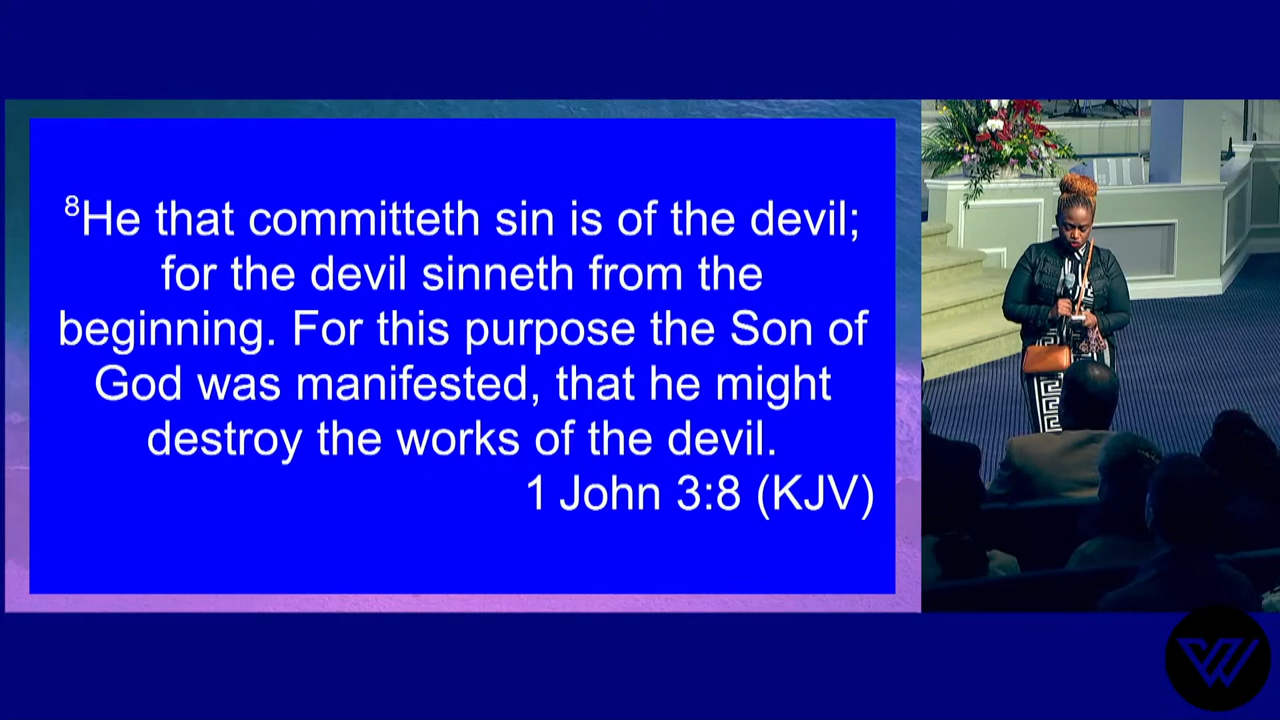 ⁸He that committeth sin is of the devil;
for the devil sinneth from the
beginning. For this purpose the Son of
God was manifested, that he might
destroy the works of the devil.
1 John 3:8 (KJV)